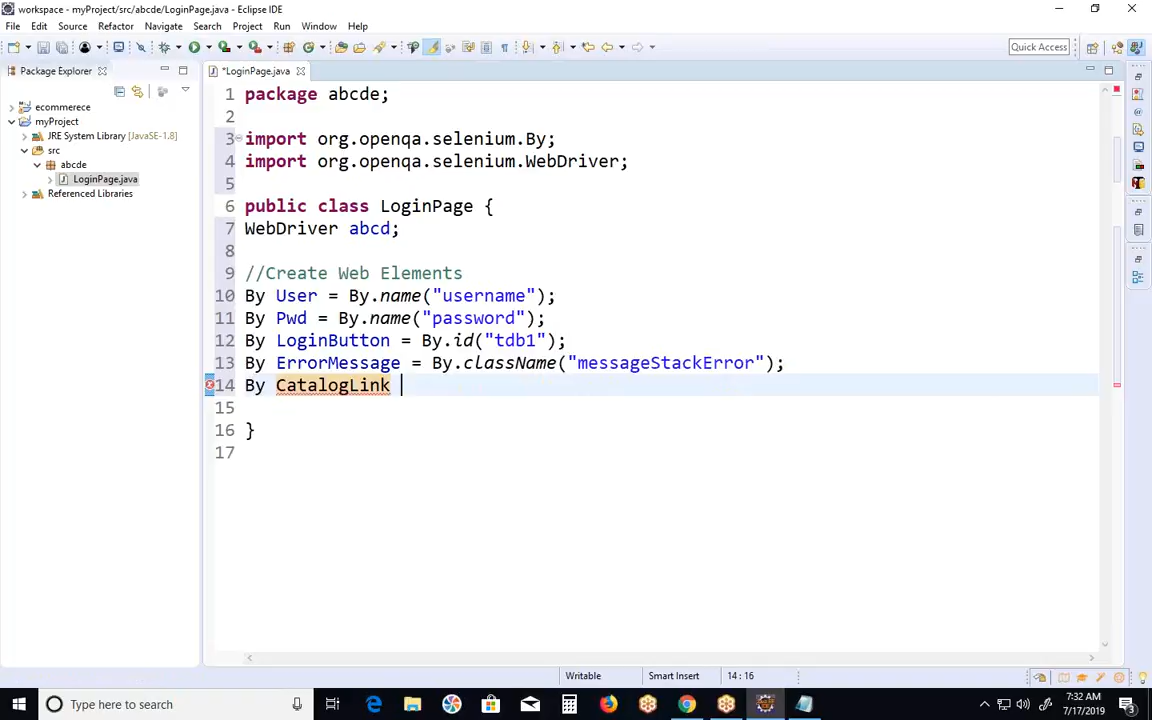 workspace - myProject/src/abcde/LoginPage.java - Eclipse IDE
File Edit Source Refactor Navigate Search Project Run Window Help
Quick Access
Package Explorer
*LoginPage.java
ecommerece
myProject
JRE System Library [JavaSE-1.8]
src
abcde
LoginPage.java
Referenced Libraries
1 package abcde;
2
3 import org.openqa.selenium.By;
4 import org.openqa.selenium.WebDriver;
5
6 public class LoginPage {
7 WebDriver abcd;
8
9 //Create Web Elements
10 By User = By.name("username");
11 By Pwd = By.name("password");
12 By LoginButton = By.id("tdb1");
13 By ErrorMessage = By.className("messageStackError");
14 By CatalogLink
15
16 }
17
Writable Smart Insert 14 : 16
Type here to search
7:32 AM
7/17/2019
3